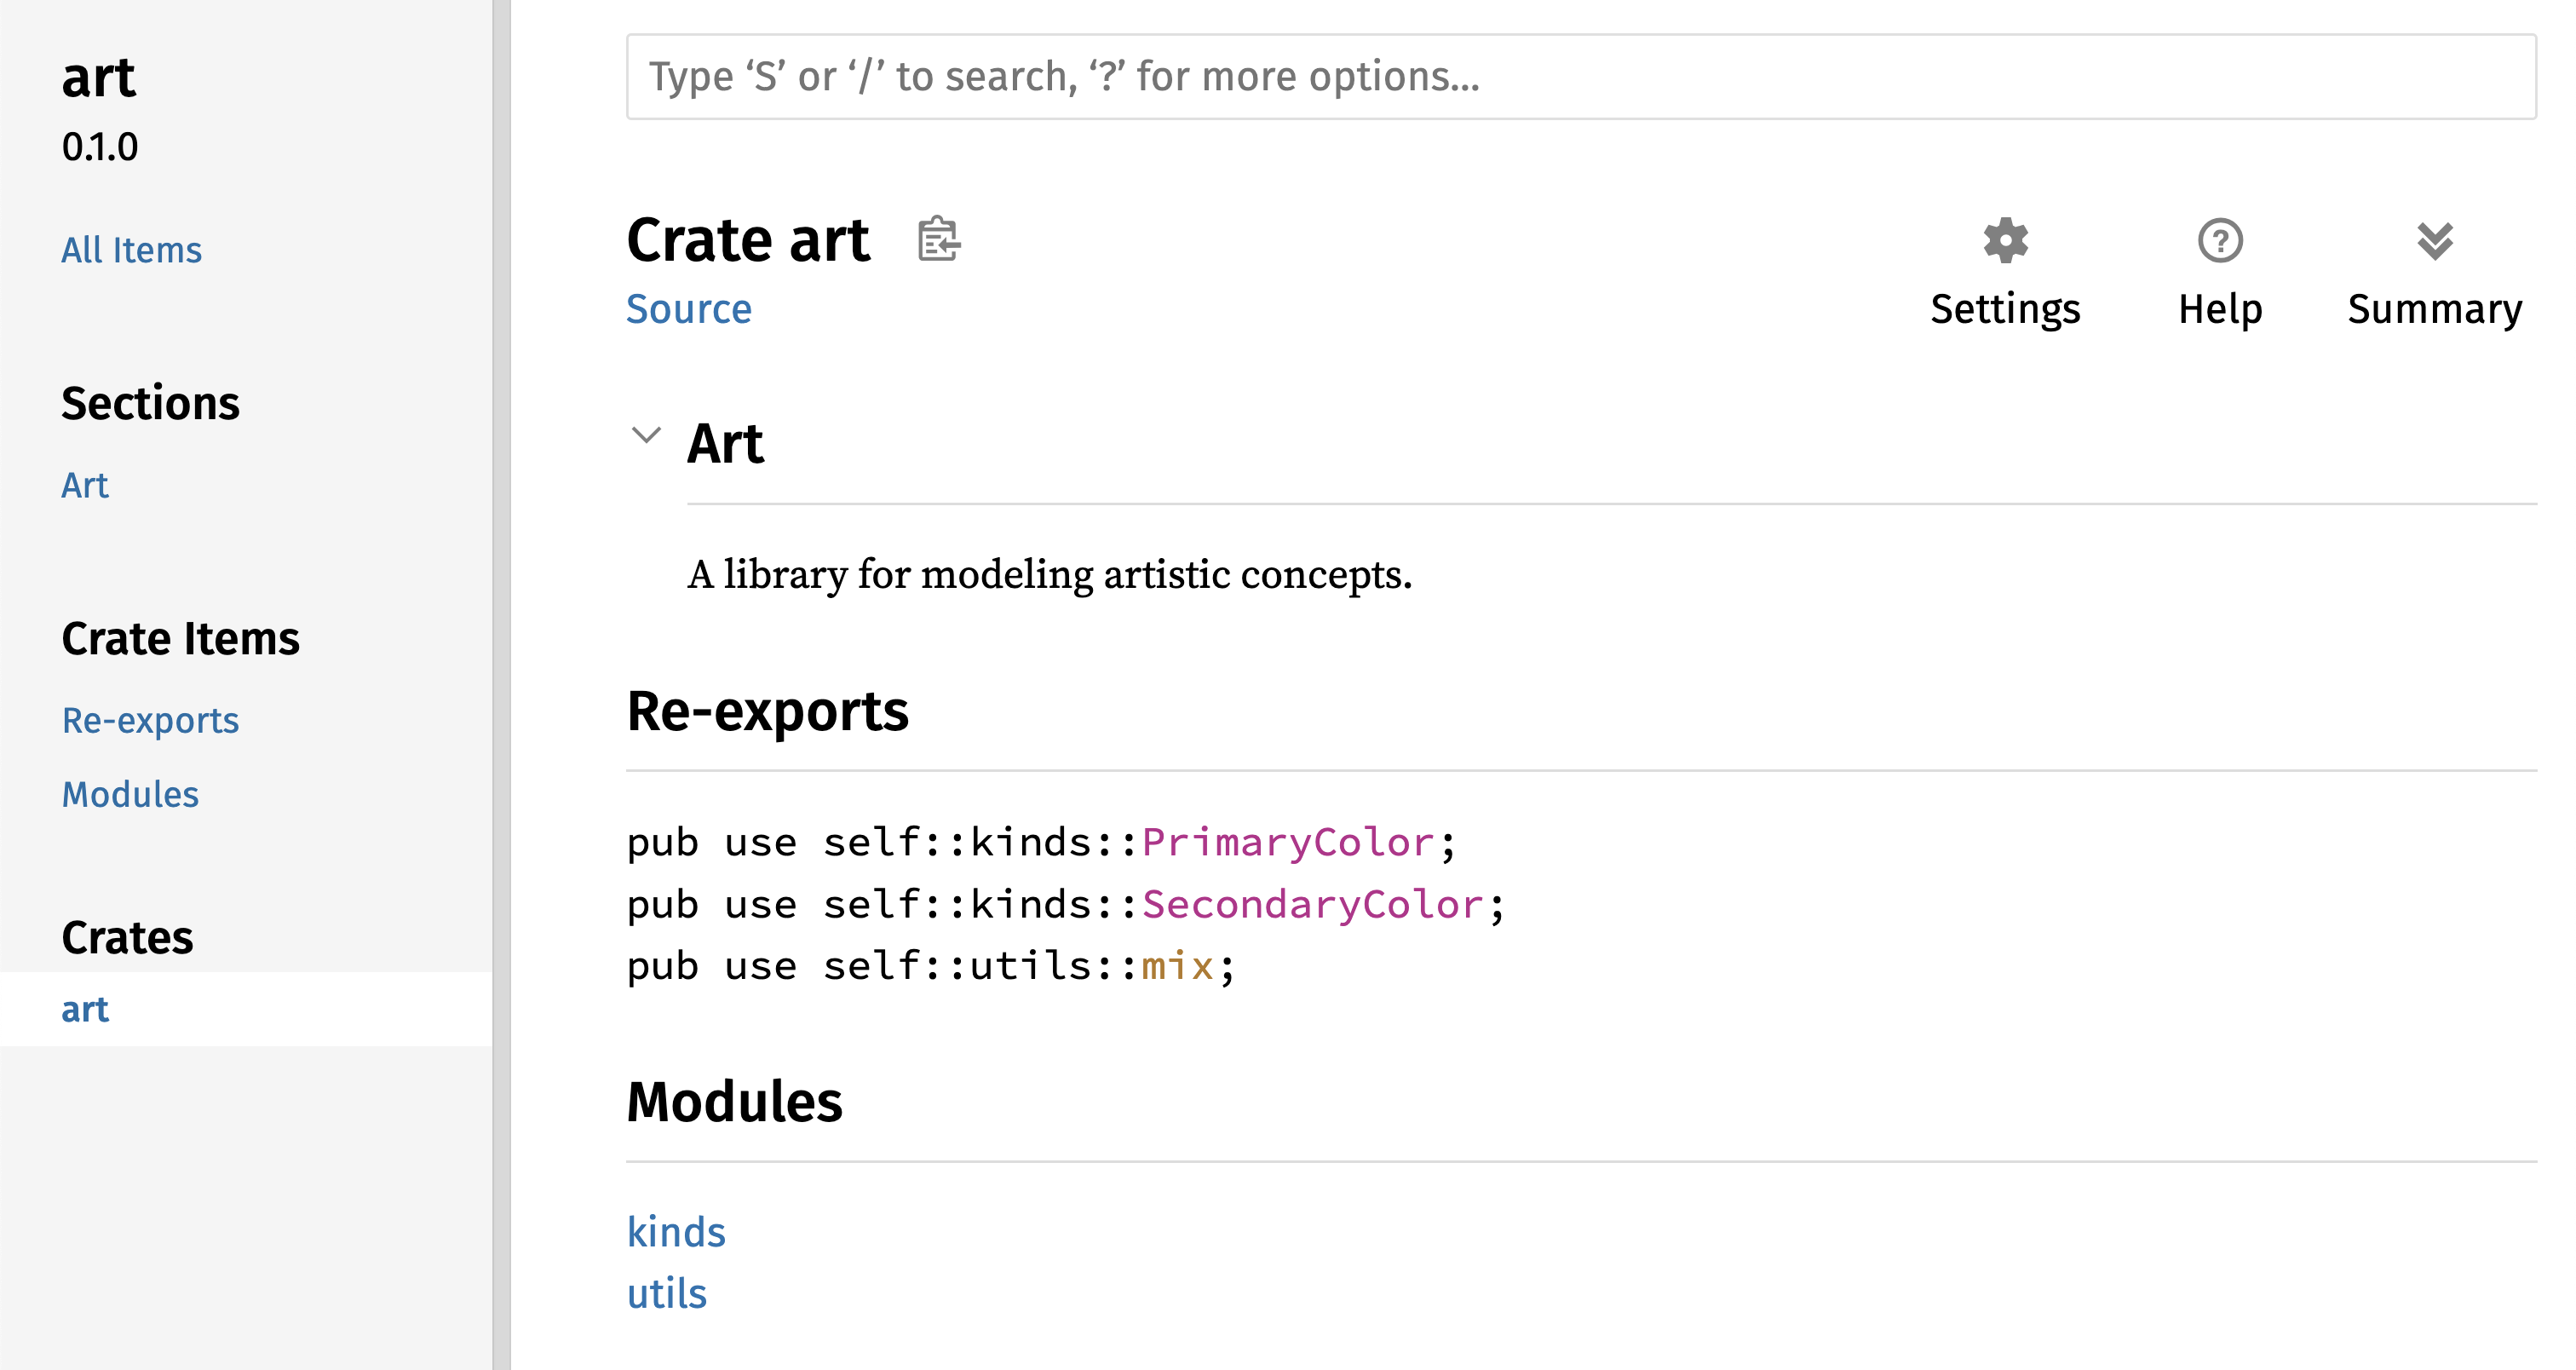 art
0.1.0
All Items
Sections
Art
Crate Items
Re-exports
Modules
Crates
art
Type ‘S’ or ‘/’ to search, ‘?’ for more options…
Crate art
Source
Settings
Help
Summary
Art
A library for modeling artistic concepts.
Re-exports
pub use self::kinds::PrimaryColor;
pub use self::kinds::SecondaryColor;
pub use self::utils::mix;
Modules
kinds
utils